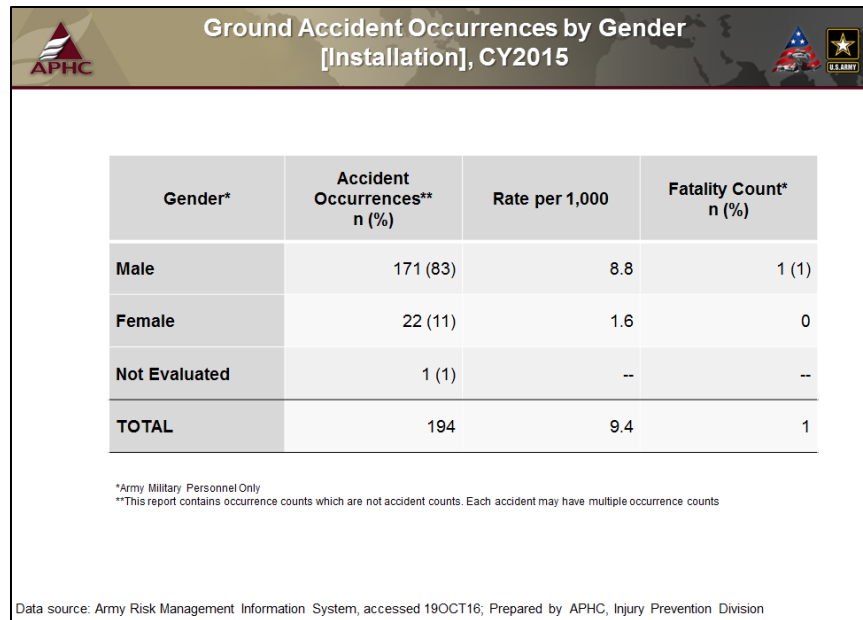 Ground Accident Occurrences by Gender
[Installation], CY2015
APHC
U.S.ARMY
Gender*
Accident
Occurrences**
n (%)
Rate per 1,000
Fatality Count*
n (%)
Male 171 (83) 8.8 1 (1)
Female 22 (11) 1.6 0
Not Evaluated 1 (1) -- --
TOTAL 194 9.4 1
*Army Military Personnel Only
**This report contains occurrence counts which are not accident counts. Each accident may have multiple occurrence counts
Data source: Army Risk Management Information System, accessed 19OCT16; Prepared by APHC, Injury Prevention Division